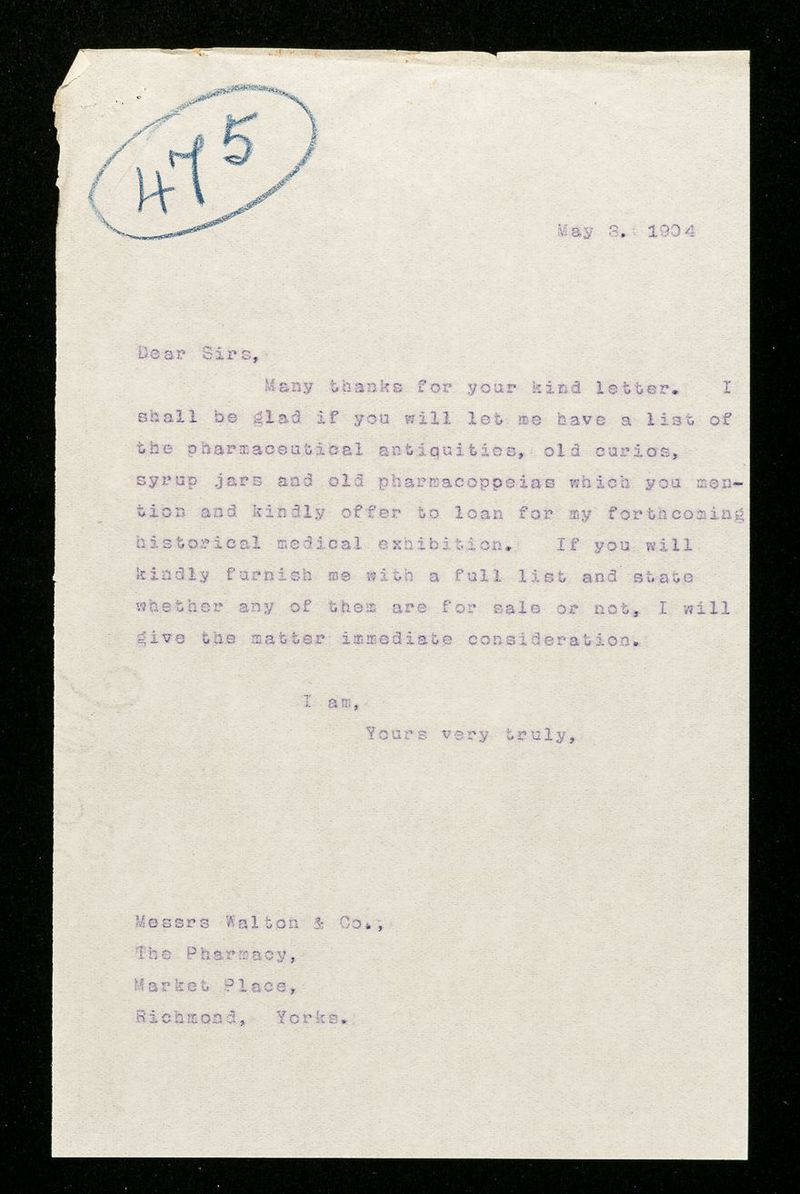 475
May 3. 1904
Dear Sirs,
Many thanks for your kind letter. I
shall be glad if you will let me have a list of
the pharmaceutical antiquities, old curios,
syrup jars and old pharmacoppeias which you men-
tion and kindly offer to loan for my forthcoming
historical medical exhibition. If you will
kindly furnish me with a full list and state
whether any of them are for sale or not, I will
give the matter immediate consideration.
I am,
Yours very truly,
Messrs Walton & Co.,
The Pharmacy,
Market Place,
Richmond, Yorks.